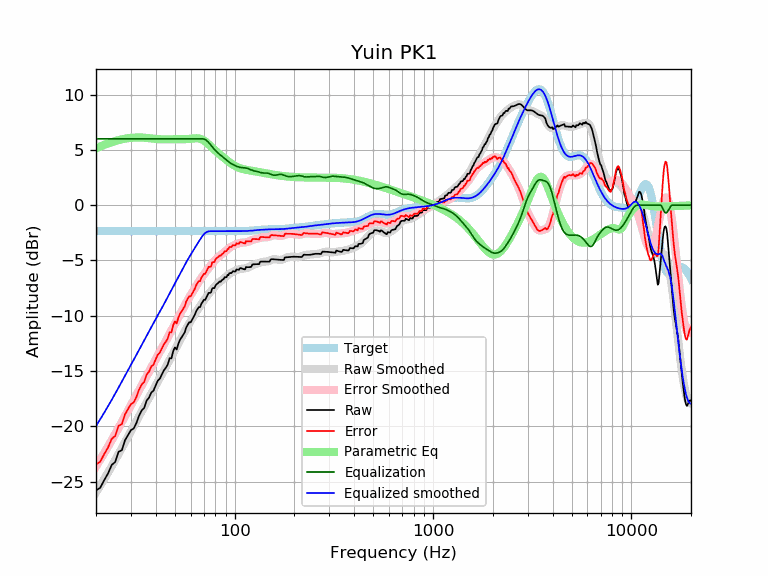 Yuin PK1
Amplitude (dBr)
10
5
0
−5
−10
−15
−20
−25
Target
Raw Smoothed
Error Smoothed
Raw
Error
Parametric Eq
Equalization
Equalized smoothed
100
1000
10000
Frequency (Hz)